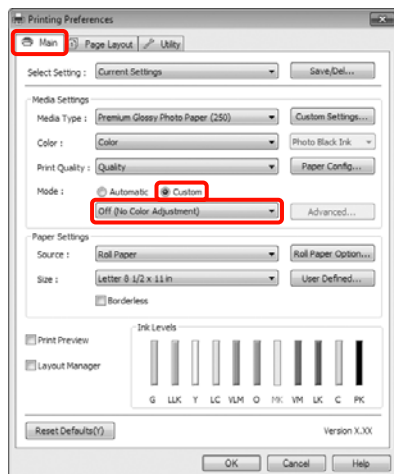 Printing Preferences
Main Page Layout Utility
Select Setting : Current Settings Save/Del...
Media Settings
Media Type : Premium Glossy Photo Paper (250) Custom Settings...
Color : Color Photo Black Ink
Print Quality : Quality Paper Config...
Mode : Automatic Custom
Off (No Color Adjustment) Advanced...
Paper Settings
Source : Roll Paper Roll Paper Option...
Size : Letter 8 1/2 x 11 in User Defined...
Borderless
Print Preview
Layout Manager
Ink Levels
G LLK Y LC VLM O MK VM LK C PK
Reset Defaults(Y) Version X.XX
OK Cancel Help